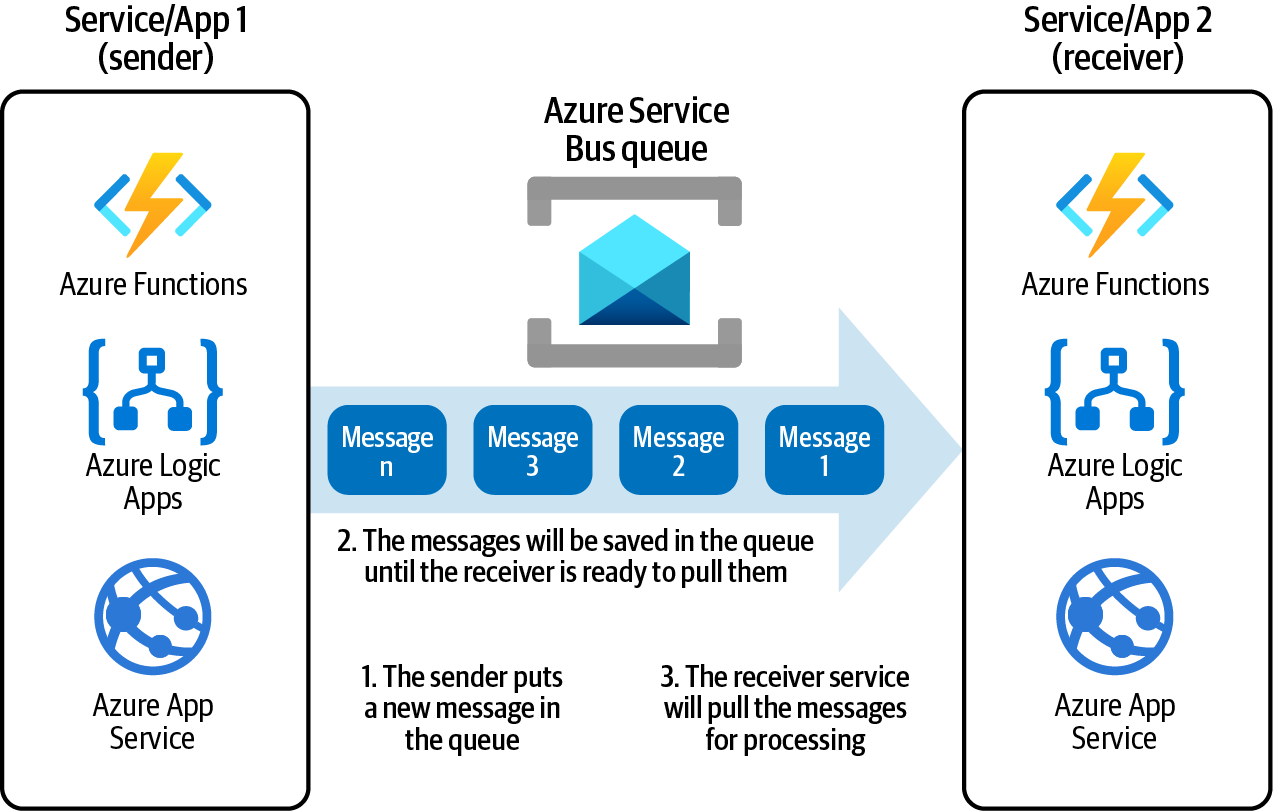 Service/App 1
(sender)
Azure Functions
Azure Logic
Apps
Azure App
Service
Azure Service
Bus queue
Message
n
Message
3
Message
2
Message
1
2. The messages will be saved in the queue
until the receiver is ready to pull them
1. The sender puts
a new message in
the queue
3. The receiver service
will pull the messages
for processing
Service/App 2
(receiver)
Azure Functions
Azure Logic
Apps
Azure App
Service